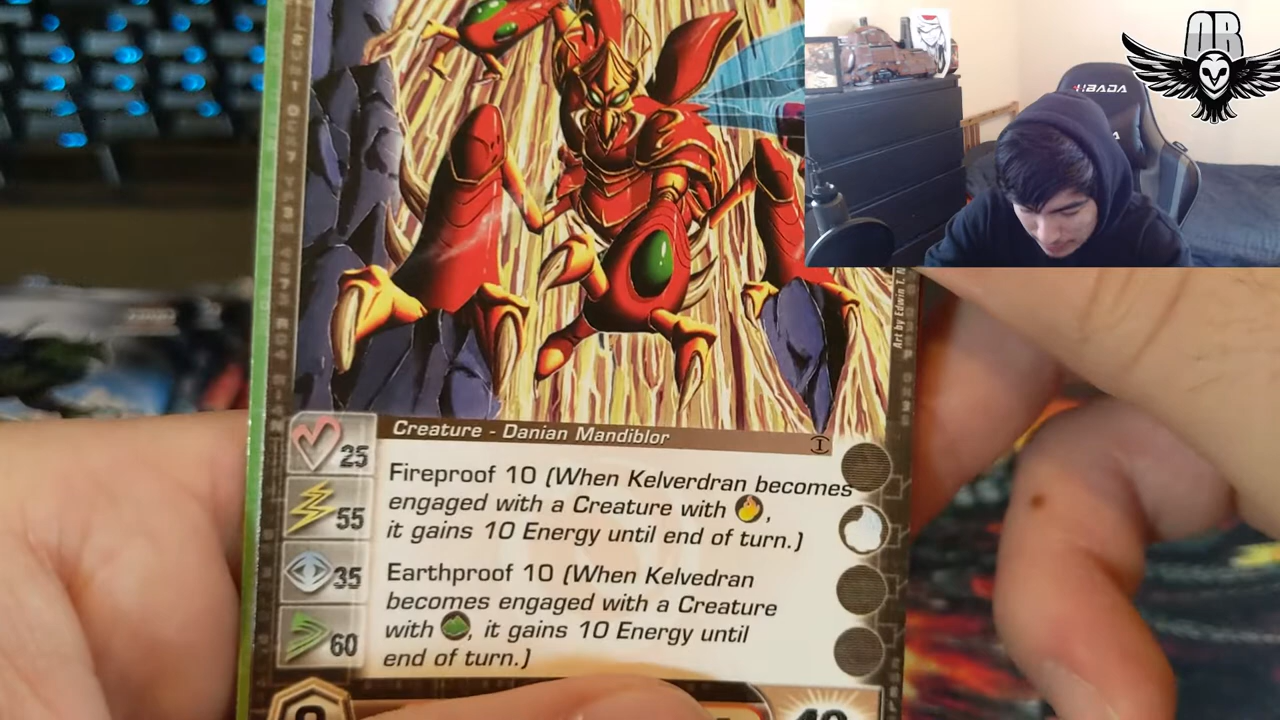 QB
HBADA
Art by Edwin T.
Creature - Danian Mandiblor
25
Fireproof 10 (When Kelverdran becomes
engaged with a Creature with
it gains 10 Energy until end of turn.)
55
35
Earthproof 10 (When Kelvedran
becomes engaged with a Creature
with , it gains 10 Energy until
end of turn.)
60